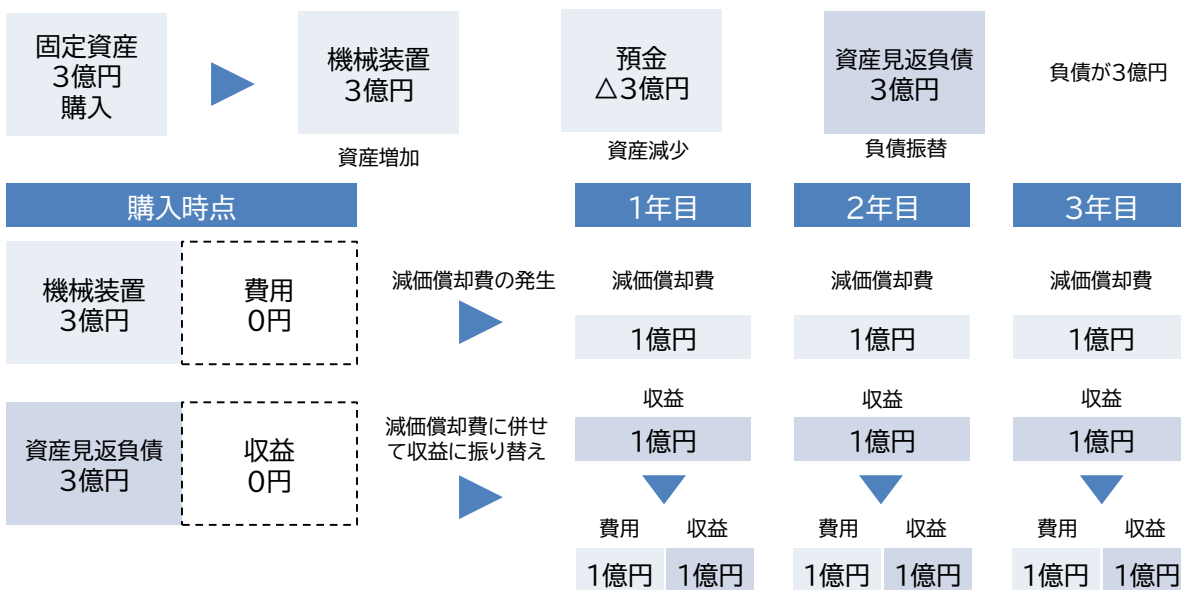 固定資産
3億円
購入
機械装置
3億円
資産増加
預金
△3億円
資産減少
資産見返負債
3億円
負債振替
負債が3億円
購入時点
1年目
2年目
3年目
機械装置
3億円
費用
0円
減価償却費の発生
減価償却費
減価償却費
減価償却費
1億円
1億円
1億円
資産見返負債
3億円
収益
0円
減価償却費に併せ
て収益に振り替え
収益
収益
収益
1億円
1億円
1億円
費用
収益
費用
収益
費用
収益
1億円
1億円
1億円
1億円
1億円
1億円